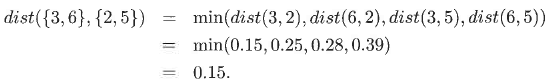 dist({3, 6}, {2, 5}) = min(dist(3, 2), dist(6, 2), dist(3, 5), dist(6, 5))
= min(0.15, 0.25, 0.28, 0.39)
= 0.15.